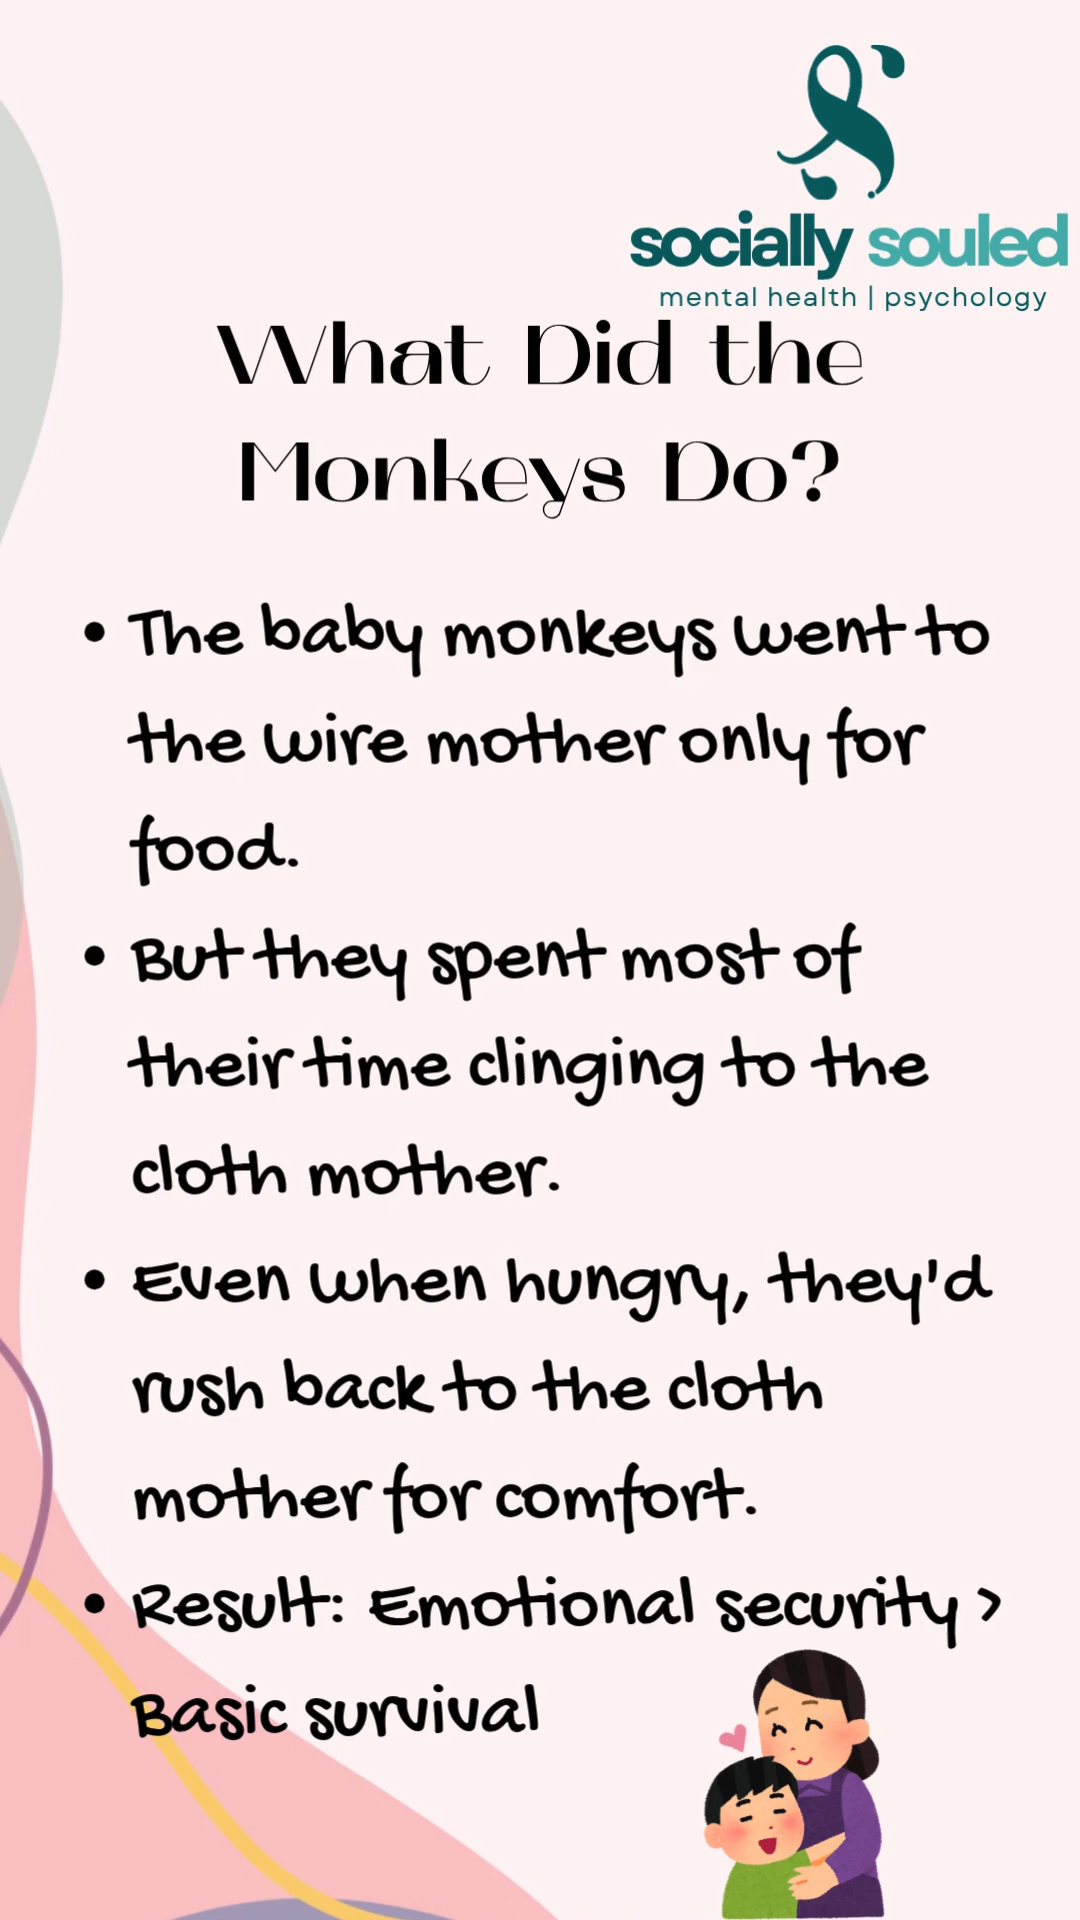 socially souled
mental health | psychology
What Did the
Monkeys Do?
• The baby monkeys went to
the wire mother only for
food.
• But they spent most of
their time clinging to the
cloth mother.
• Even when hungry, they'd
rush back to the cloth
mother for comfort.
• Result: Emotional security >
Basic survival